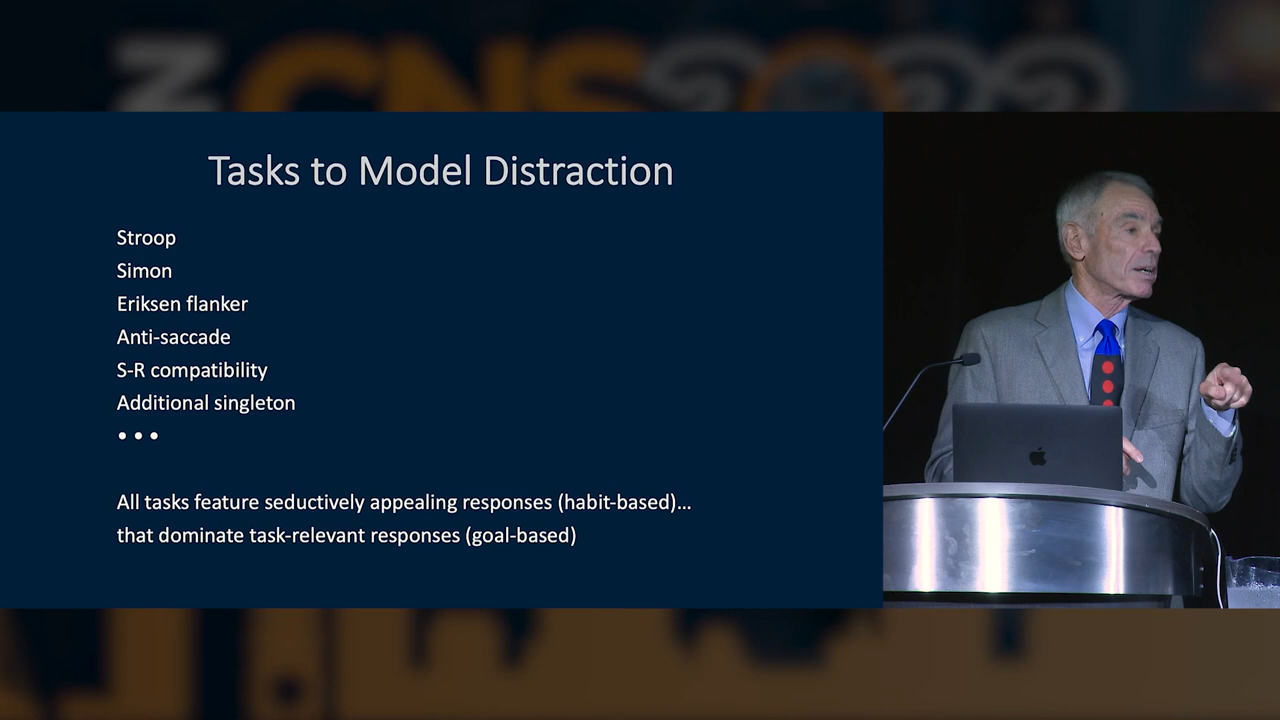 CNS2022
Tasks to Model Distraction
Stroop
Simon
Eriksen flanker
Anti-saccade
S-R compatibility
Additional singleton
• • •
All tasks feature seductively appealing responses (habit-based)...
that dominate task-relevant responses (goal-based)